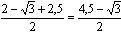 (2 − √3 + 2,5)/2 = (4,5 − √3)/2